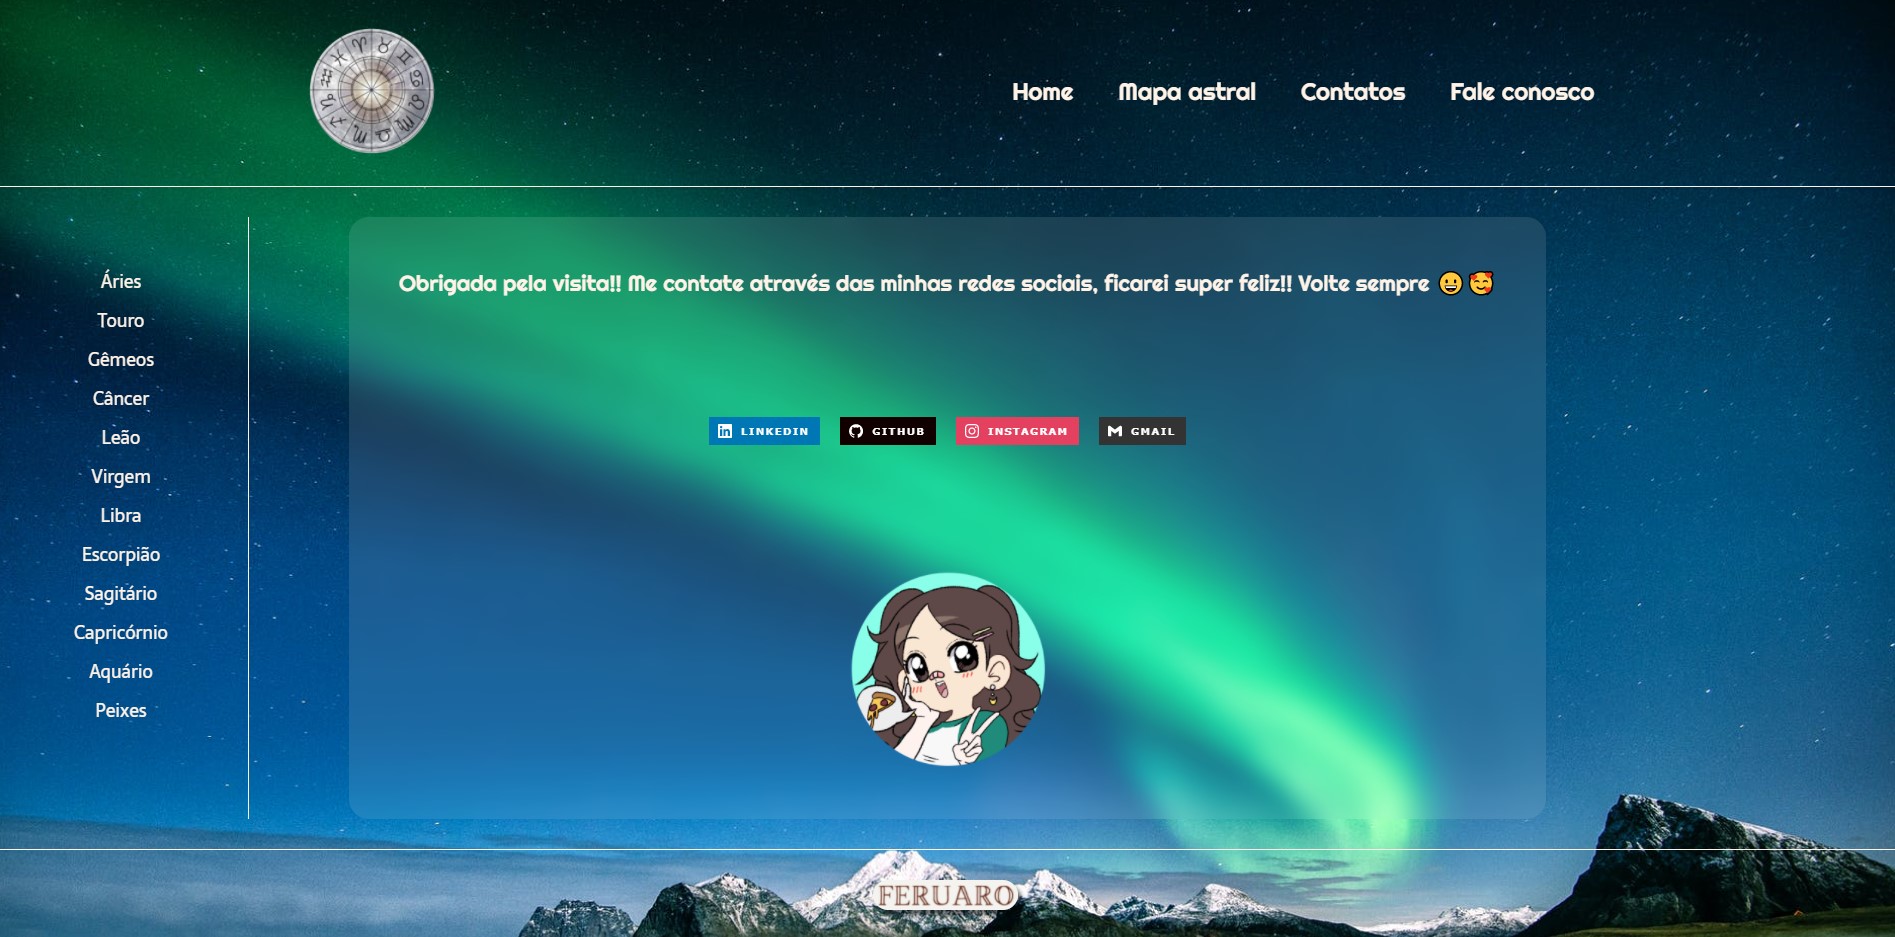 Home
Mapa astral
Contatos
Fale conosco
Áries
Touro
Gêmeos
Câncer
Leão
Virgem
Libra
Escorpião
Sagitário
Capricórnio
Aquário
Peixes
Obrigada pela visita!! Me contate através das minhas redes sociais, ficarei super feliz!! Volte sempre 😀🥰
LINKEDIN
GITHUB
INSTAGRAM
GMAIL
FERUARO